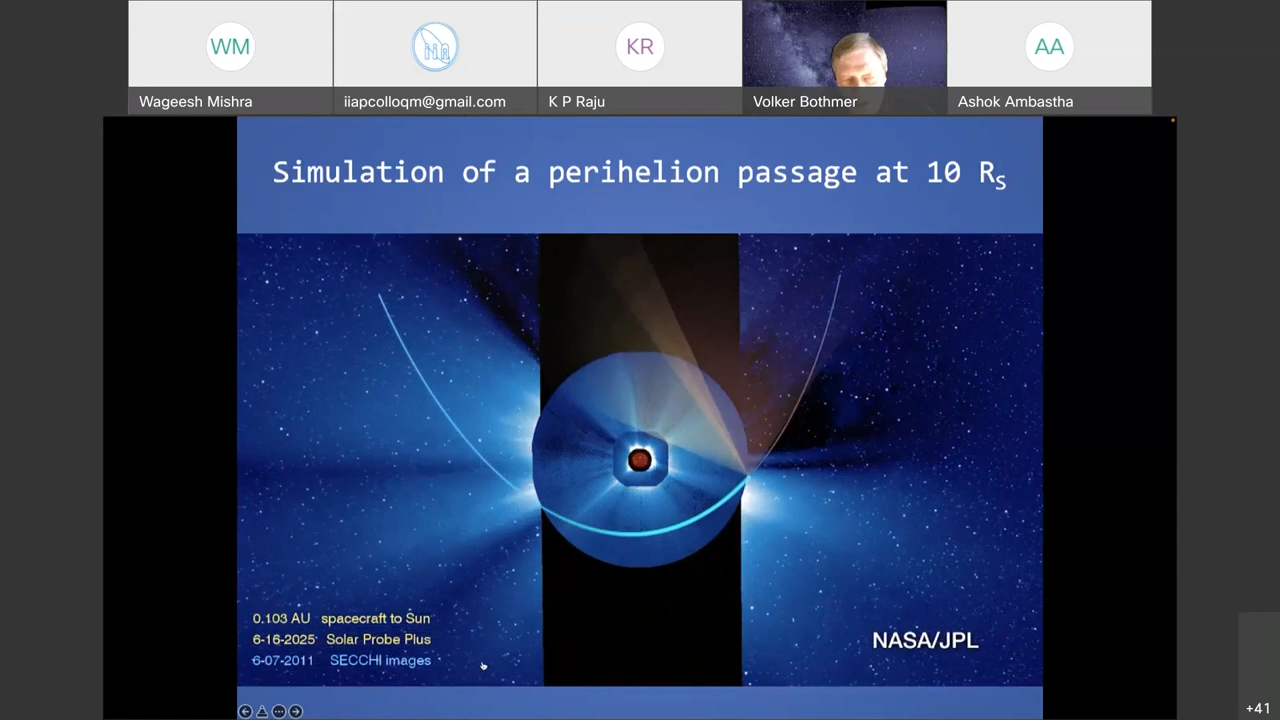 WM
iia
KR
AA
Wageesh Mishra
iiapcolloqm@gmail.com
K P Raju
Volker Bothmer
Ashok Ambastha
Simulation of a perihelion passage at 10 RS
0.103 AU spacecraft to Sun
6-16-2025 Solar Probe Plus
6-07-2011 SECCHI images
NASA/JPL
+41